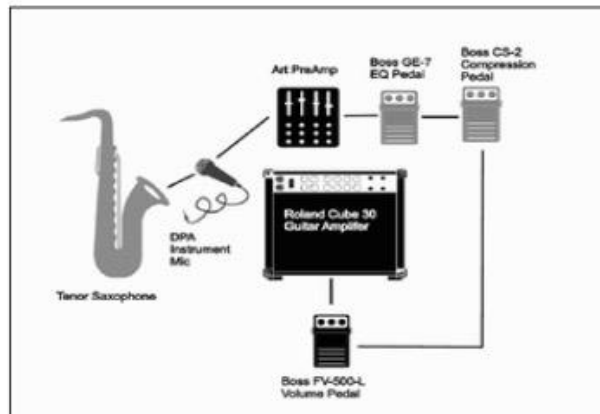 Art PreAmp
Boss GE-7
EQ Pedal
Boss CS-2
Compression
Pedal
Roland Cube 30
Guitar Amplifer
DPA
Instrument
Mic
Tenor Saxophone
Boss FV-500-L
Volume Pedal